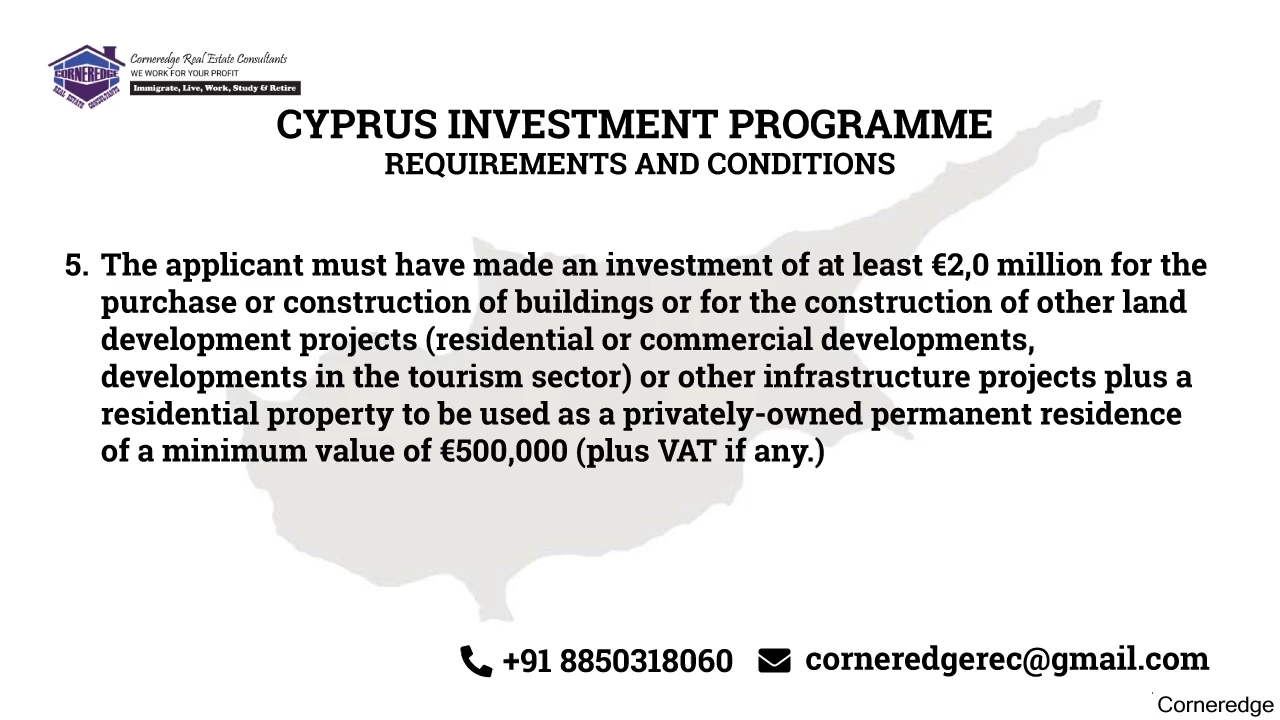 Corneredge Real Estate Consultants
WE WORK FOR YOUR PROFIT
Immigrate, Live, Work, Study & Retire
CORNEREDGE
REAL ESTATE CONSULTANTS
CYPRUS INVESTMENT PROGRAMME
REQUIREMENTS AND CONDITIONS
5. The applicant must have made an investment of at least €2,0 million for the
purchase or construction of buildings or for the construction of other land
development projects (residential or commercial developments,
developments in the tourism sector) or other infrastructure projects plus a
residential property to be used as a privately-owned permanent residence
of a minimum value of €500,000 (plus VAT if any.)
+91 8850318060 corneredgerec@gmail.com
Corneredge